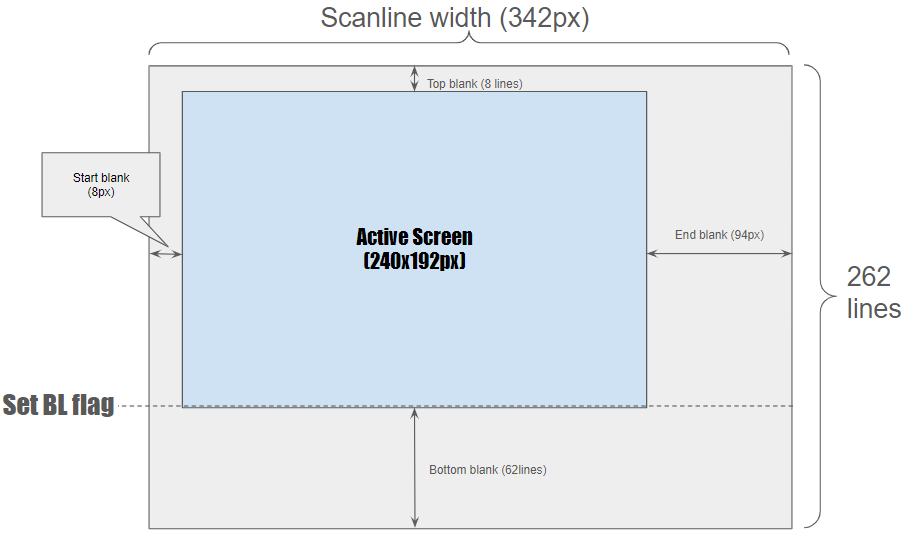 Scanline width (342px)
Top blank (8 lines)
Start blank
(8px)
Active Screen
(240x192px)
End blank (94px)
262
lines
Set BL flag
Bottom blank (62lines)